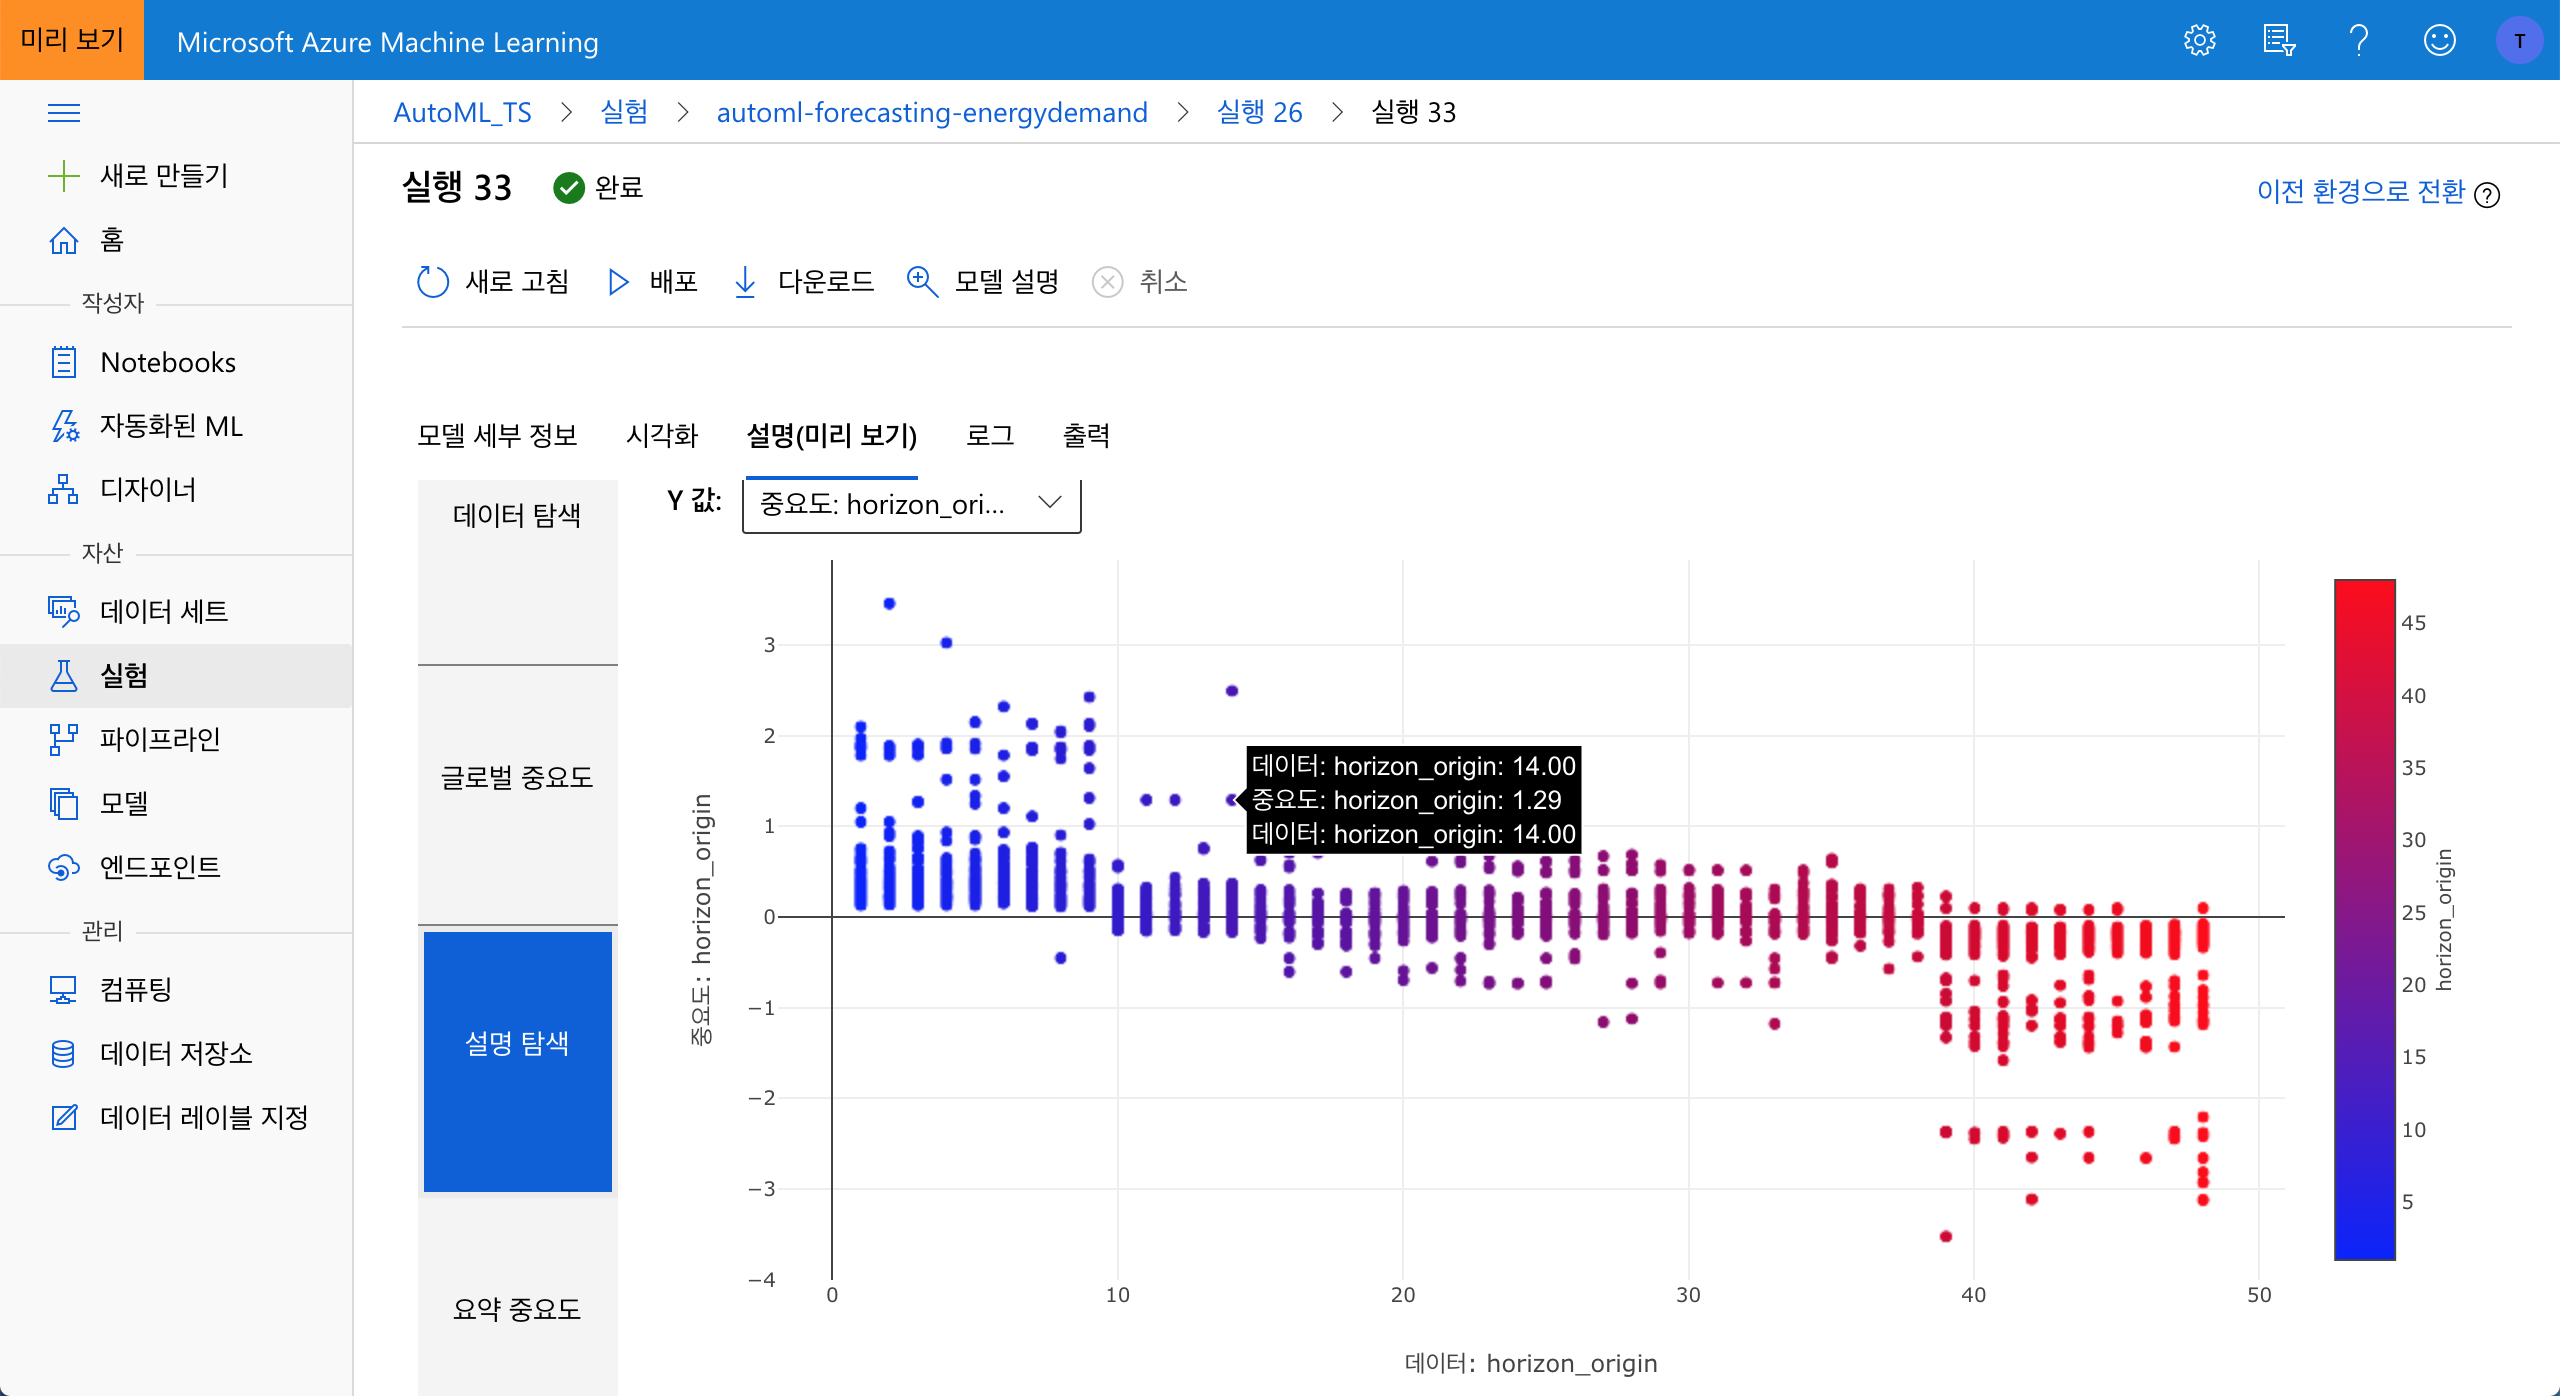 미리 보기
Microsoft Azure Machine Learning
T
AutoML_TS > 실험 > automl-forecasting-energydemand > 실행 26 > 실행 33
새로 만들기
홈
작성자
Notebooks
자동화된 ML
디자이너
자산
데이터 세트
실험
파이프라인
모델
엔드포인트
관리
컴퓨팅
데이터 저장소
데이터 레이블 지정
실행 33
완료
이전 환경으로 전환
새로 고침
배포
다운로드
모델 설명
취소
모델 세부 정보
시각화
설명(미리 보기)
로그
출력
데이터 탐색
글로벌 중요도
설명 탐색
요약 중요도
Y 값:
중요도: horizon_ori...
3
2
1
0
−1
−2
−3
−4
중요도: horizon_origin
데이터: horizon_origin: 14.00
중요도: horizon_origin: 1.29
데이터: horizon_origin: 14.00
0
10
20
30
40
50
데이터: horizon_origin
45
40
35
30
25
20
15
10
5
horizon_origin